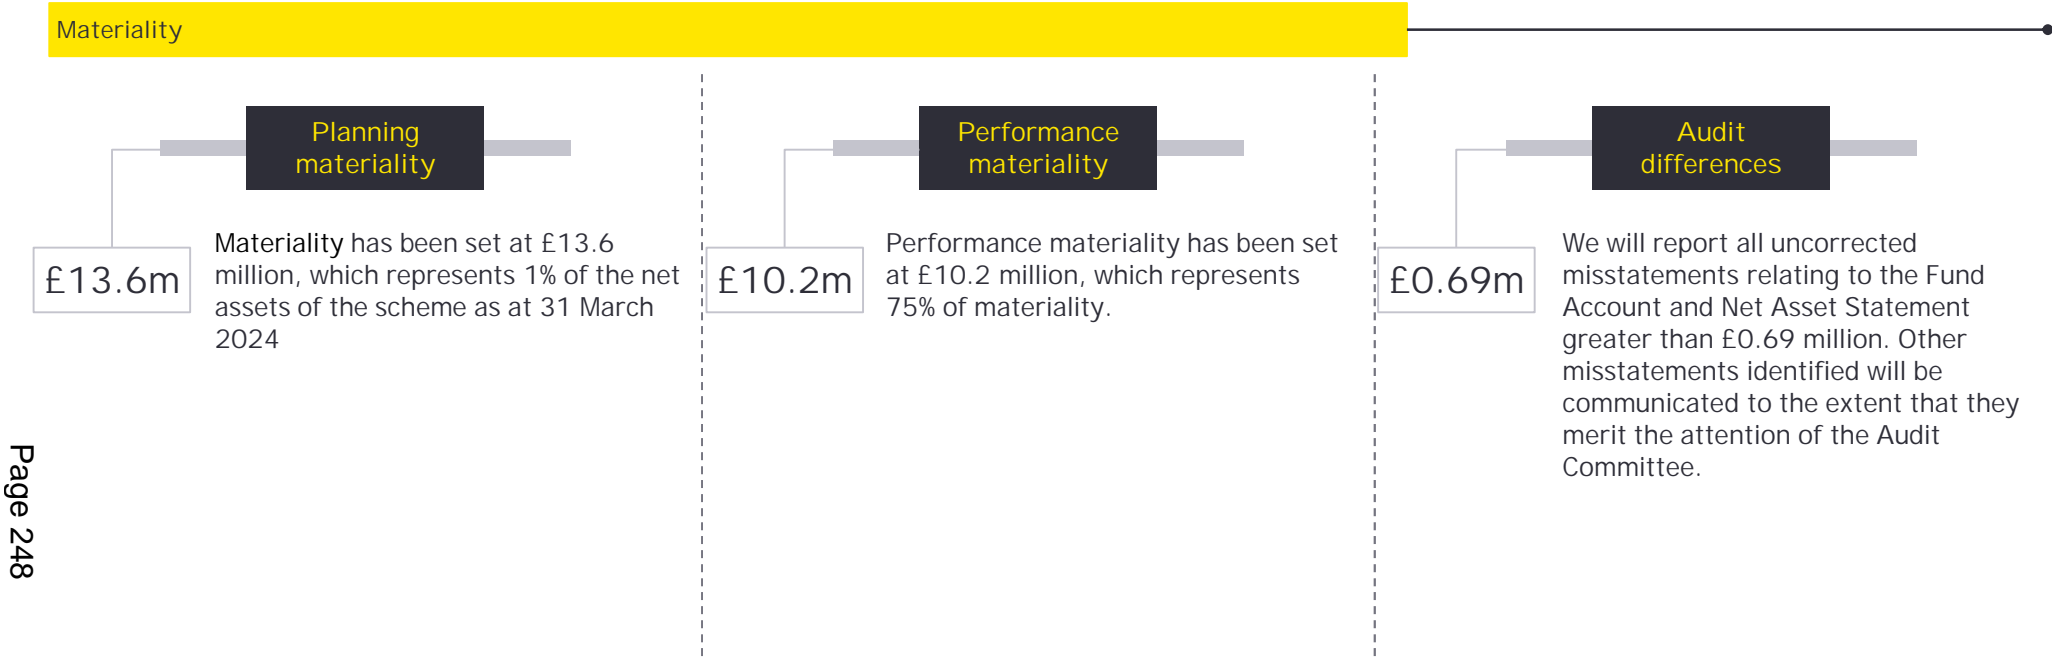 Materiality
Planning
materiality
£13.6m
Materiality has been set at £13.6
million, which represents 1% of the net
assets of the scheme as at 31 March
2024
Performance
materiality
£10.2m
Performance materiality has been set
at £10.2 million, which represents
75% of materiality.
Audit
differences
£0.69m
We will report all uncorrected
misstatements relating to the Fund
Account and Net Asset Statement
greater than £0.69 million. Other
misstatements identified will be
communicated to the extent that they
merit the attention of the Audit
Committee.
Page 248